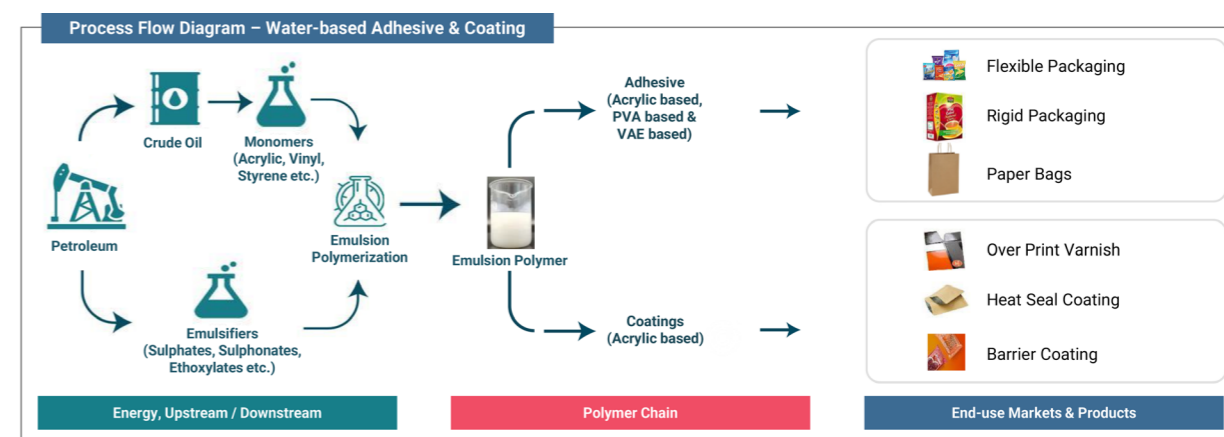 Process Flow Diagram – Water-based Adhesive & Coating
Crude Oil
Monomers
(Acrylic, Vinyl,
Styrene etc.)
Petroleum
Emulsion
Polymerization
Emulsifiers
(Sulphates, Sulphonates,
Ethoxylates etc.)
Emulsion Polymer
Adhesive
(Acrylic based,
PVA based &
VAE based)
Coatings
(Acrylic based)
Flexible Packaging
Rigid Packaging
Paper Bags
Over Print Varnish
Heat Seal Coating
Barrier Coating
Energy, Upstream / Downstream
Polymer Chain
End-use Markets & Products